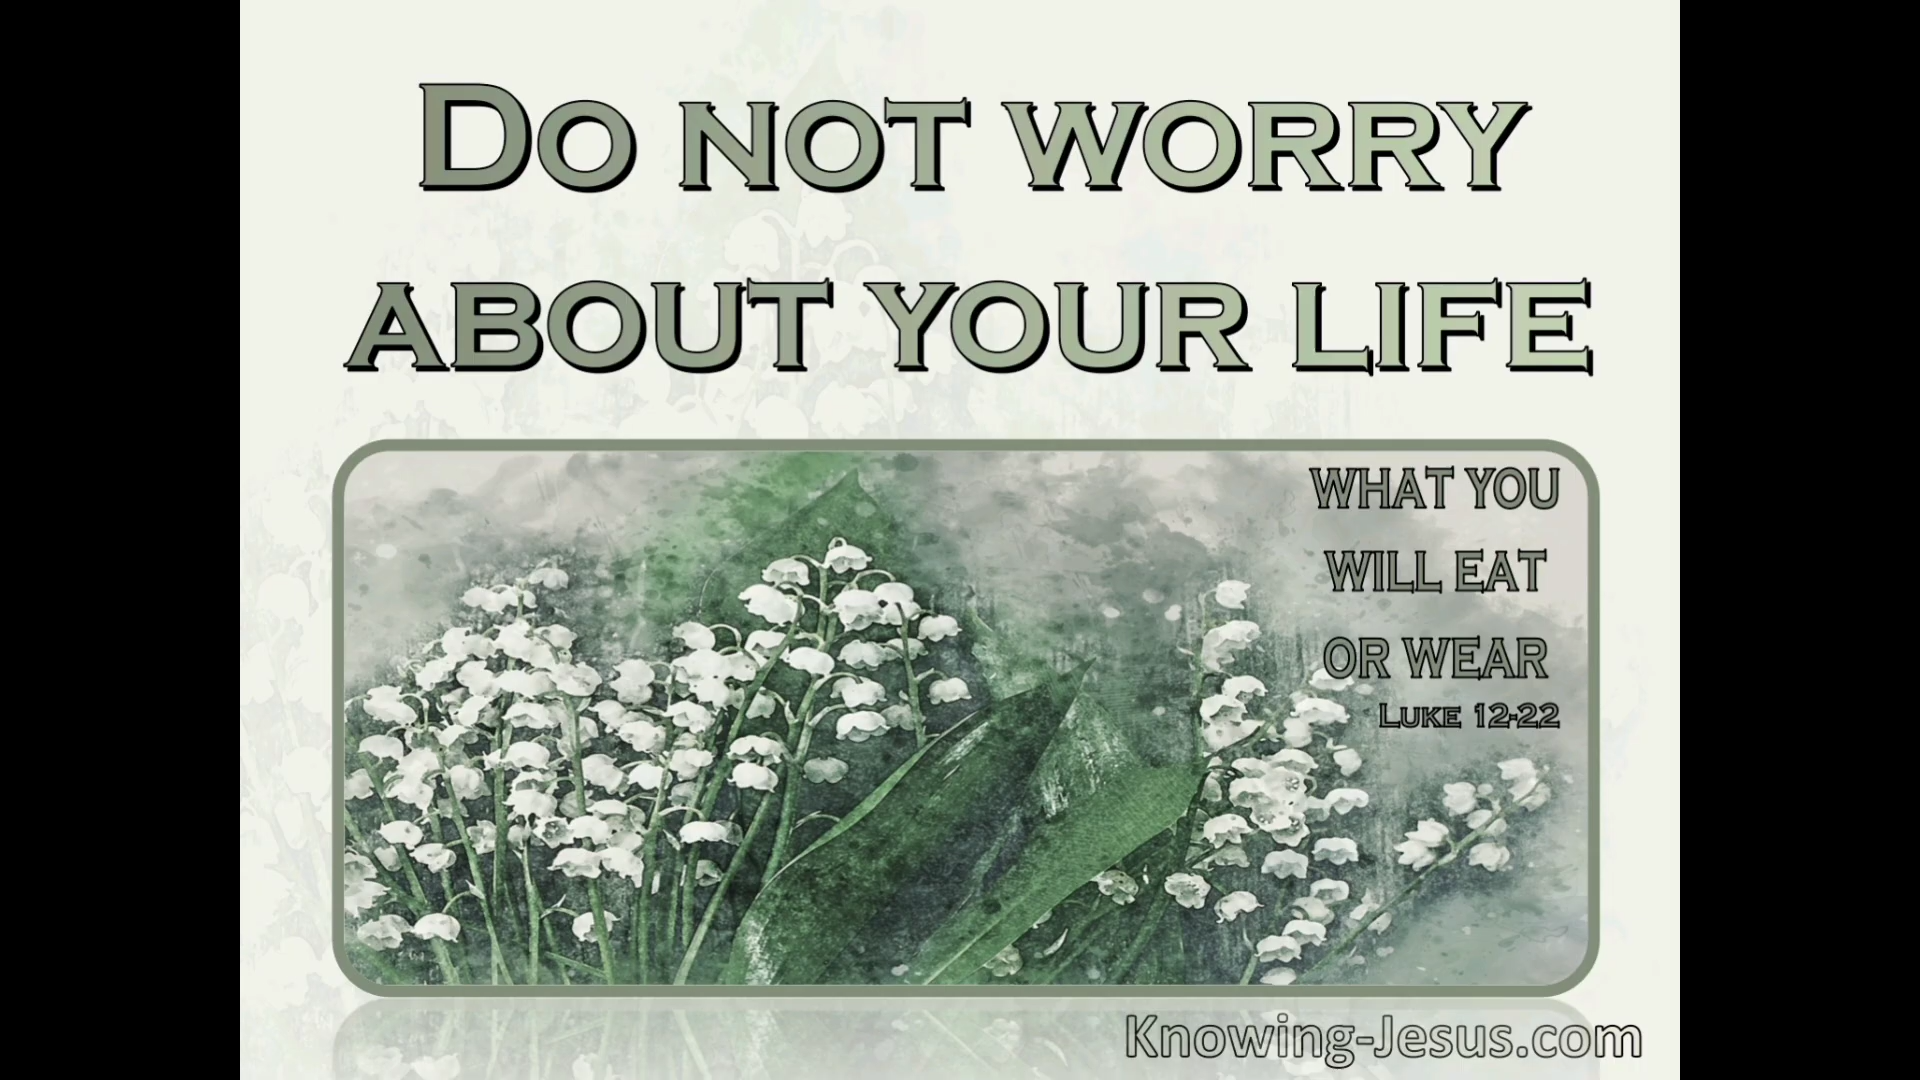 Do not worry
about your life
what you
will eat
or wear
Luke 12-22
Knowing-Jesus.com